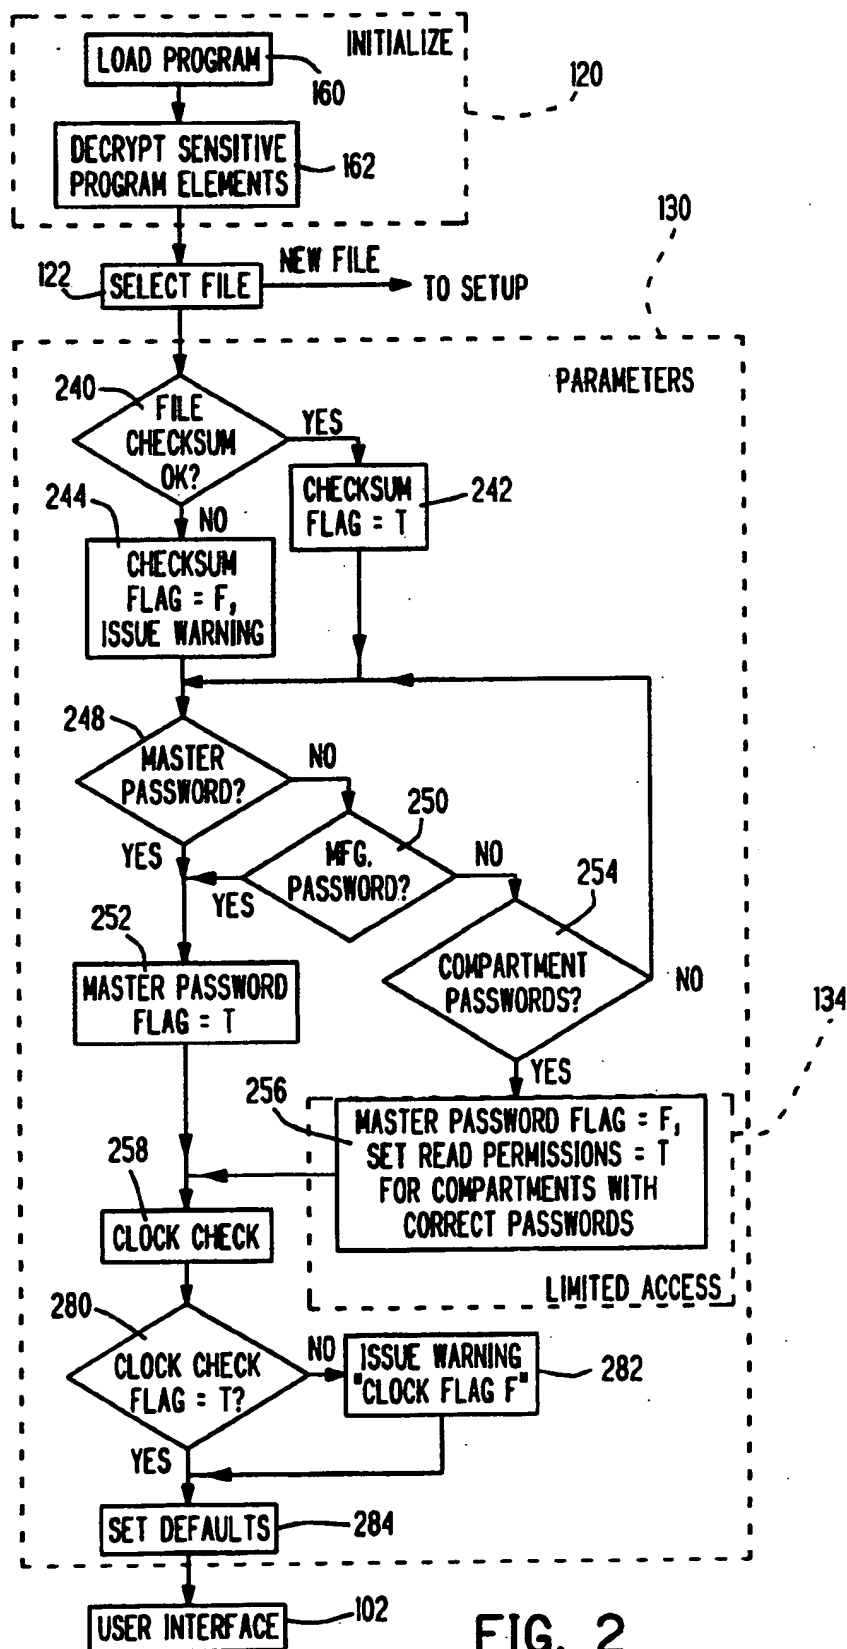 INITIALIZE
LOAD PROGRAM
160
120
DECRYPT SENSITIVE
PROGRAM ELEMENTS
162
130
122
SELECT FILE
NEW FILE
TO SETUP
PARAMETERS
240
FILE
CHECKSUM
OK?
YES
244
NO
CHECKSUM
FLAG = T
242
CHECKSUM
FLAG = F,
ISSUE WARNING
248
MASTER
PASSWORD?
NO
250
YES
MFG.
PASSWORD?
YES
NO
254
252
MASTER PASSWORD
FLAG = T
COMPARTMENT
PASSWORDS?
NO
134
YES
256
MASTER PASSWORD FLAG = F,
SET READ PERMISSIONS = T
FOR COMPARTMENTS WITH
CORRECT PASSWORDS
LIMITED ACCESS
258
CLOCK CHECK
280
CLOCK CHECK
FLAG = T?
NO
ISSUE WARNING
"CLOCK FLAG F"
282
YES
SET DEFAULTS
284
USER INTERFACE
102
FIG. 2